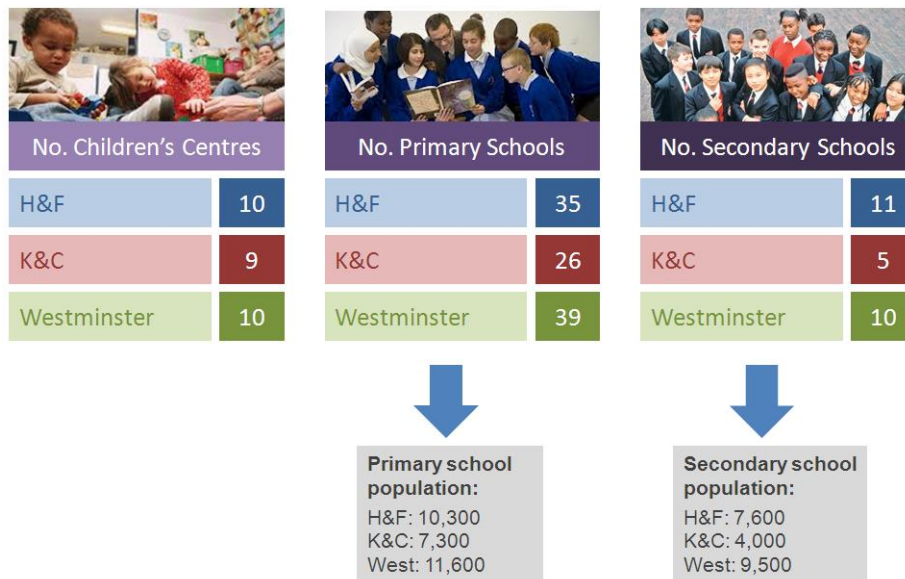 No. Children's Centres
H&F 10
K&C 9
Westminster 10
No. Primary Schools
H&F 35
K&C 26
Westminster 39
Primary school
population:
H&F: 10,300
K&C: 7,300
West: 11,600
No. Secondary Schools
H&F 11
K&C 5
Westminster 10
Secondary school
population:
H&F: 7,600
K&C: 4,000
West: 9,500